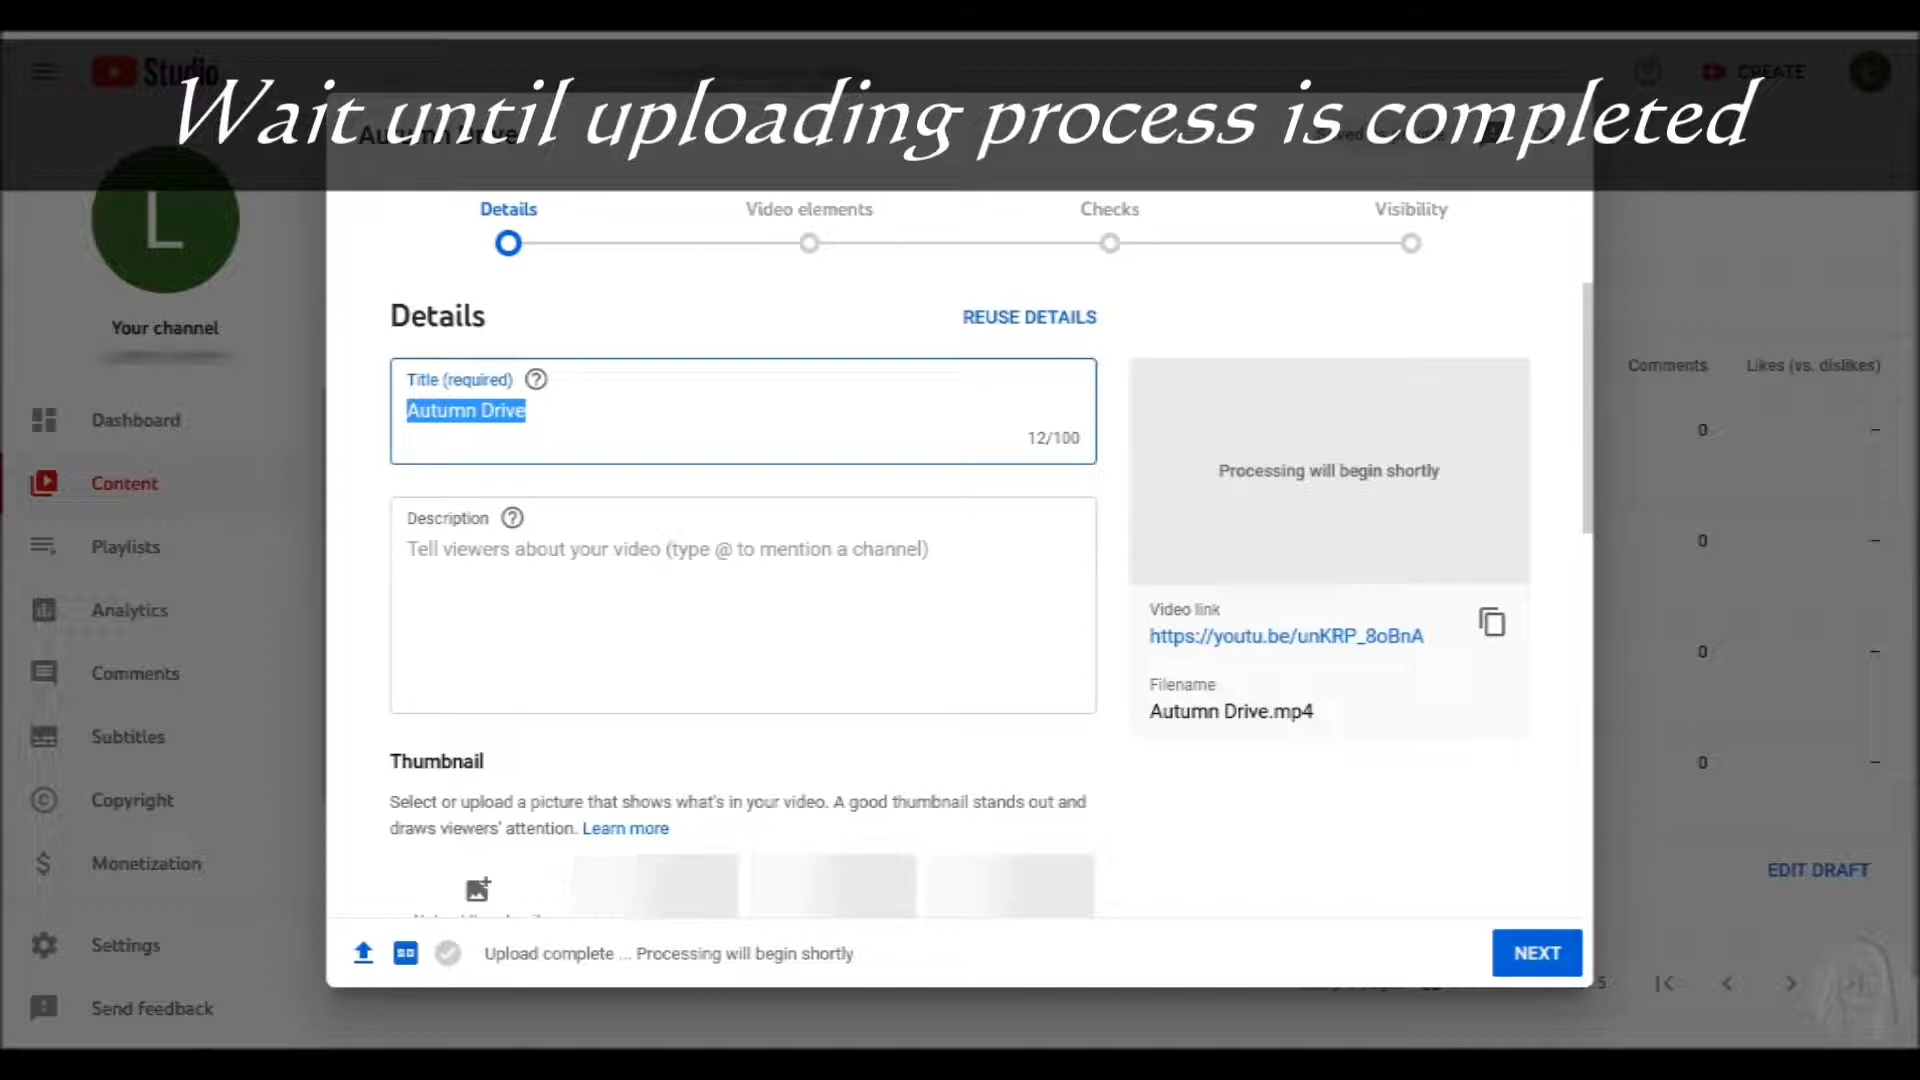 Studio
CREATE
Wait until uploading process is completed
Autumn Drive
L
Your channel
Dashboard
Content
Playlists
Analytics
Comments
Subtitles
Copyright
Monetization
Settings
Send feedback
Details
Video elements
Checks
Visibility
Details
REUSE DETAILS
Title (required)
Autumn Drive
12/100
Description
Tell viewers about your video (type @ to mention a channel)
Processing will begin shortly
Video link
https://youtu.be/unKRP_8oBnA
Filename
Autumn Drive.mp4
Thumbnail
Select or upload a picture that shows what's in your video. A good thumbnail stands out and
draws viewers' attention. Learn more
Upload complete ... Processing will begin shortly
NEXT
Comments
Likes (vs. dislikes)
0 –
0 –
0 –
0 –
EDIT DRAFT